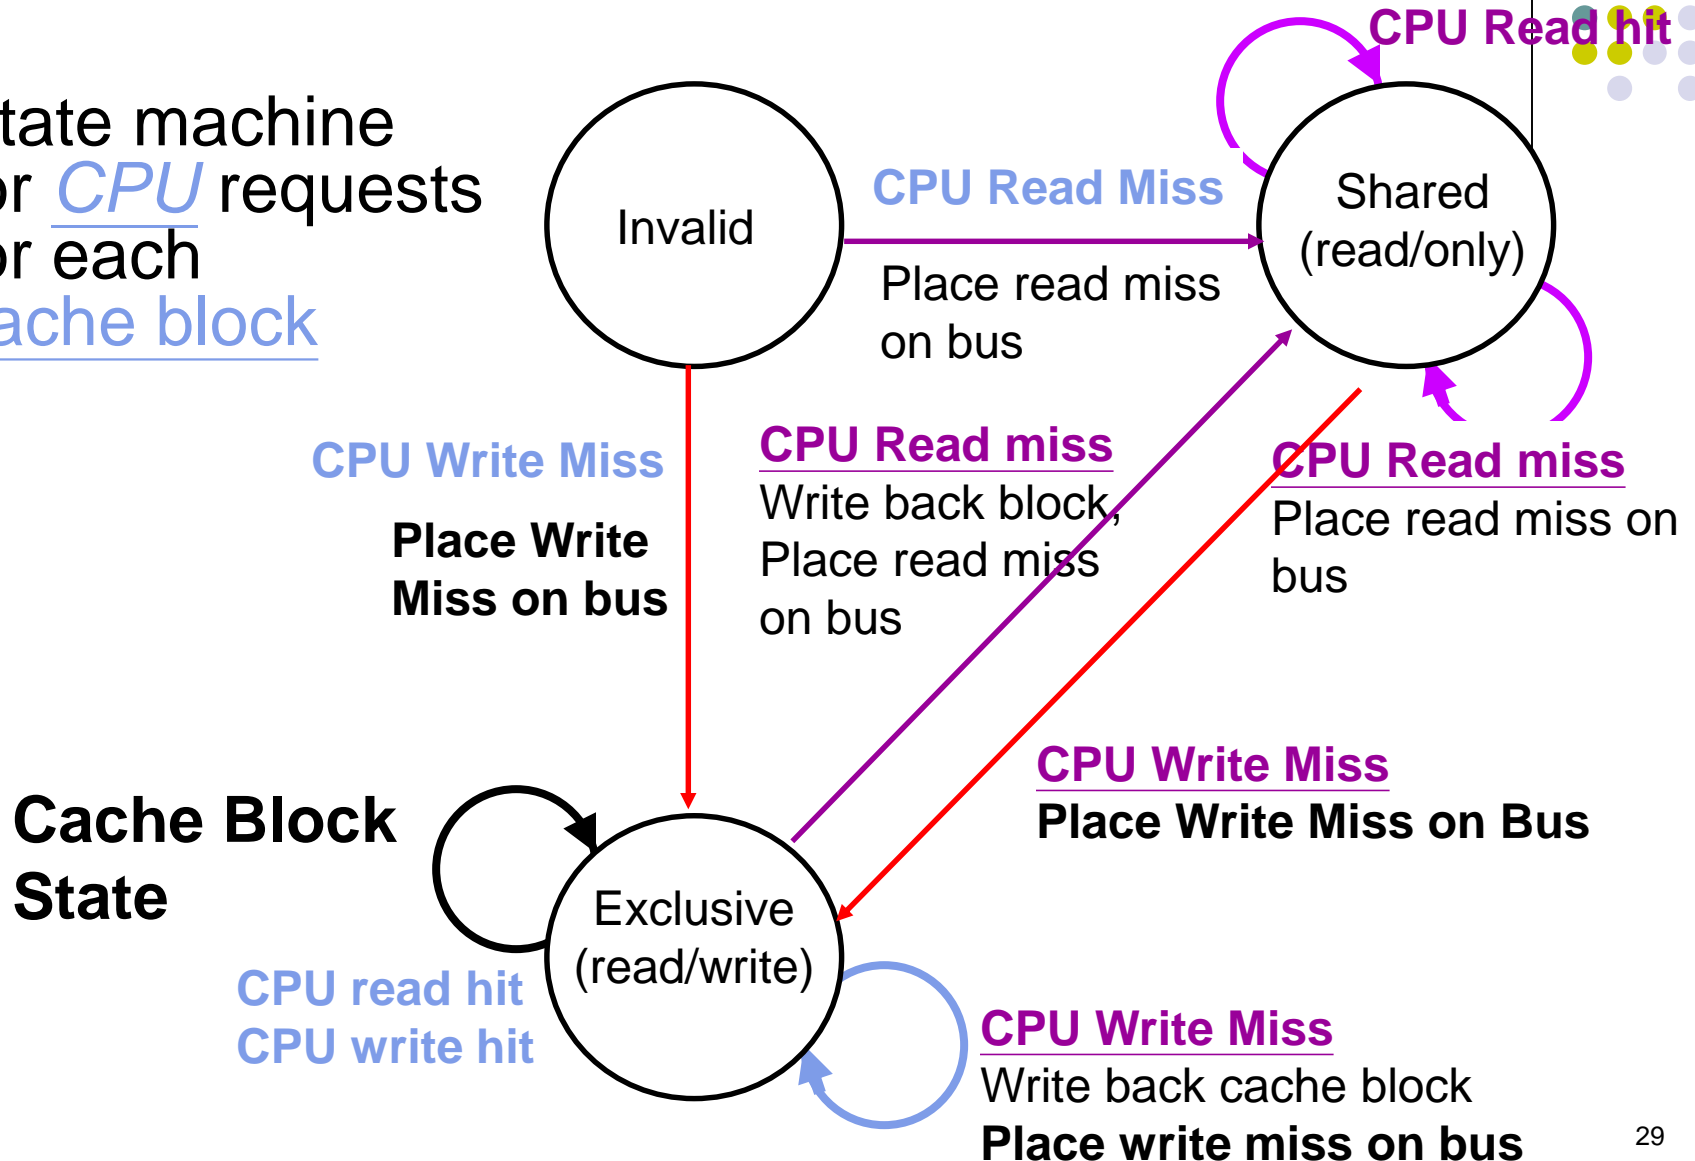 CPU Read hit
tate machine
or CPU requests
or each
ache block
Invalid
CPU Read Miss
Place read miss
on bus
Shared
(read/only)
CPU Write Miss
Place Write
Miss on bus
CPU Read miss
Write back block,
Place read miss
on bus
CPU Read miss
Place read miss on
bus
CPU Write Miss
Place Write Miss on Bus
Cache Block
State
Exclusive
(read/write)
CPU read hit
CPU write hit
CPU Write Miss
Write back cache block
Place write miss on bus
29